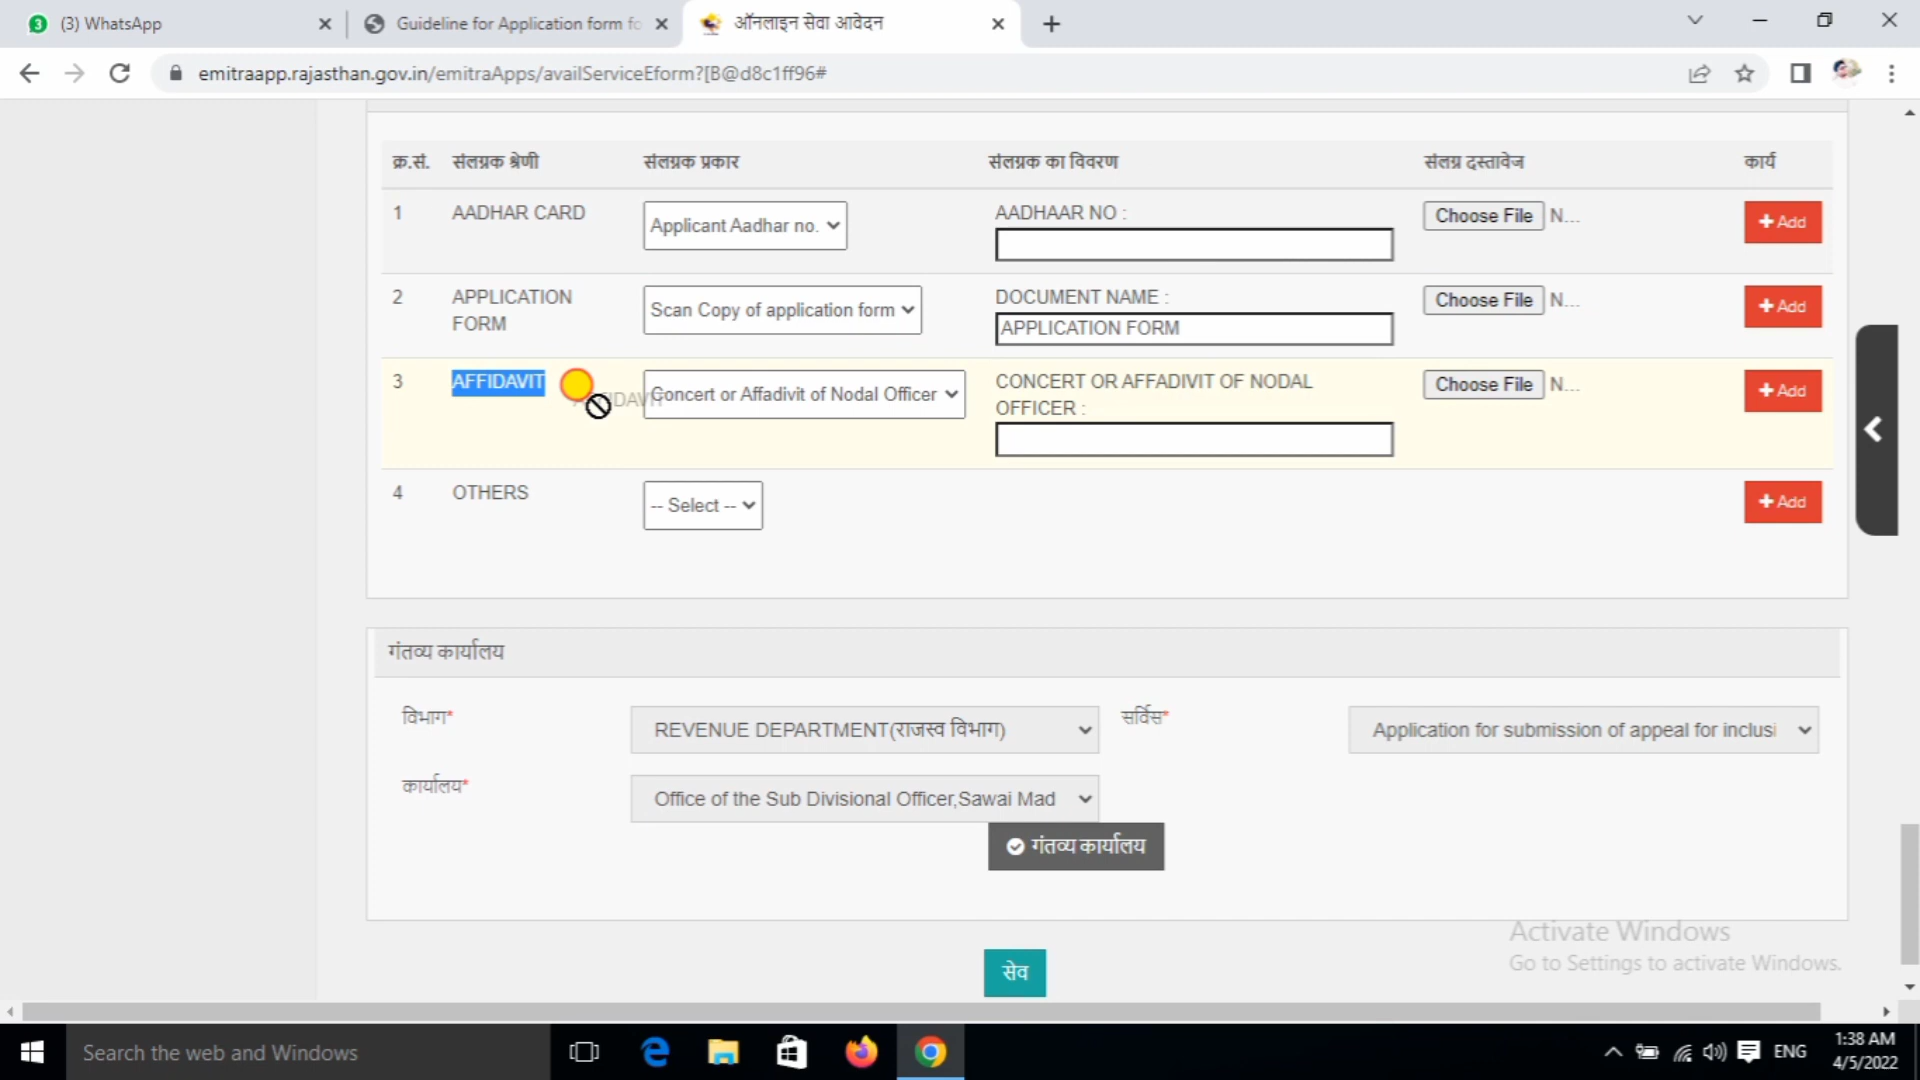 (3) WhatsApp
Guideline for Application form fo
ऑनलाइन सेवा आवेदन
emitraapp.rajasthan.gov.in/emitraApps/availServiceEform?[B@d8c1ff96#
क्र.सं. संलग्नक श्रेणी संलग्नक प्रकार संलग्नक का विवरण संलग्न दस्तावेज कार्य
1 AADHAR CARD Applicant Aadhar no. AADHAAR NO : Choose File N... Add
2 APPLICATION FORM Scan Copy of application form DOCUMENT NAME : Choose File N... Add
APPLICATION FORM
3 AFFIDAVIT Concert or Affadivit of Nodal Officer CONCERT OR AFFADIVIT OF NODAL Choose File N... Add
OFFICER :
4 OTHERS -- Select -- Add
गंतव्य कार्यालय
विभाग* REVENUE DEPARTMENT(राजस्व विभाग) सर्विस* Application for submission of appeal for inclusi
कार्यालय* Office of the Sub Divisional Officer,Sawai Mad
गंतव्य कार्यालय
Activate Windows
Go to Settings to activate Windows.
सेव
Search the web and Windows
ENG
1:38 AM
4/5/2022